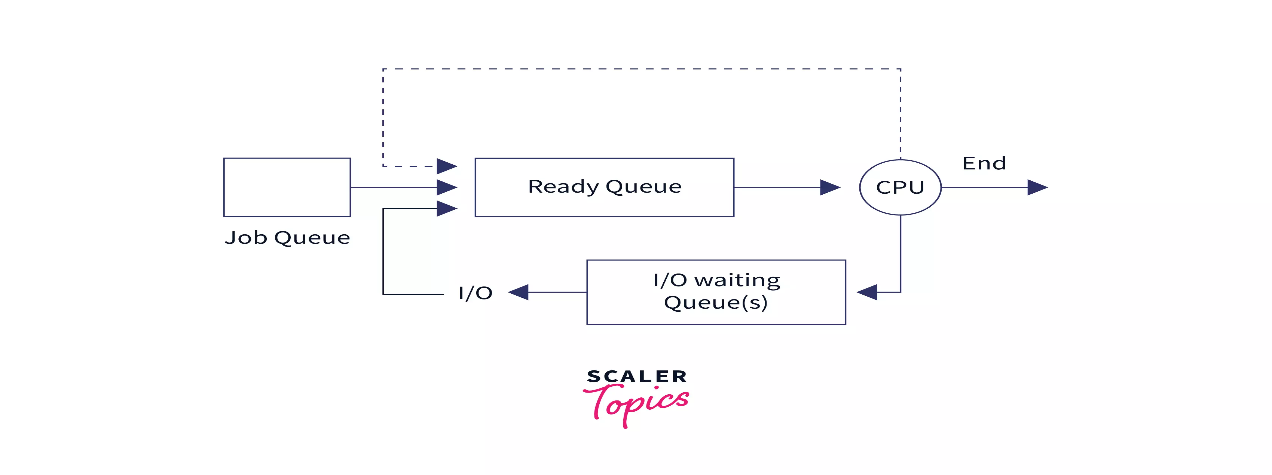 End
Ready Queue
CPU
Job Queue
I/O waiting
Queue(s)
I/O
SCALER
Topics